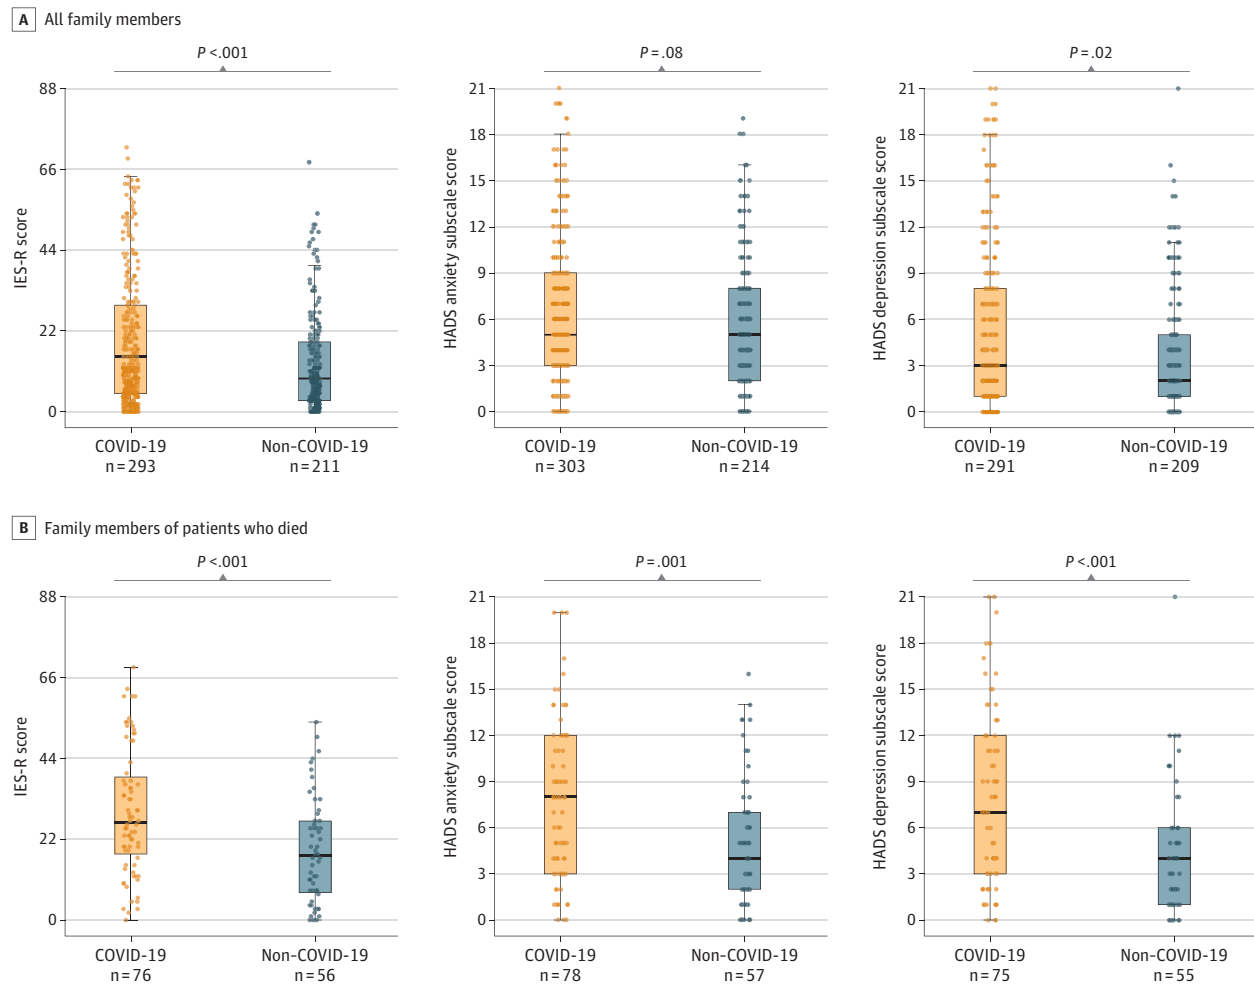 A All family members
P <.001
88
66
44
22
0
IES-R score
COVID-19
n = 293
Non-COVID-19
n = 211
P = .08
21
18
15
12
9
6
3
0
HADS anxiety subscale score
COVID-19
n = 303
Non-COVID-19
n = 214
P = .02
21
18
15
12
9
6
3
0
HADS depression subscale score
COVID-19
n = 291
Non-COVID-19
n = 209
B Family members of patients who died
P <.001
88
66
44
22
0
IES-R score
COVID-19
n = 76
Non-COVID-19
n = 56
P = .001
21
18
15
12
9
6
3
0
HADS anxiety subscale score
COVID-19
n = 78
Non-COVID-19
n = 57
P <.001
21
18
15
12
9
6
3
0
HADS depression subscale score
COVID-19
n = 75
Non-COVID-19
n = 55